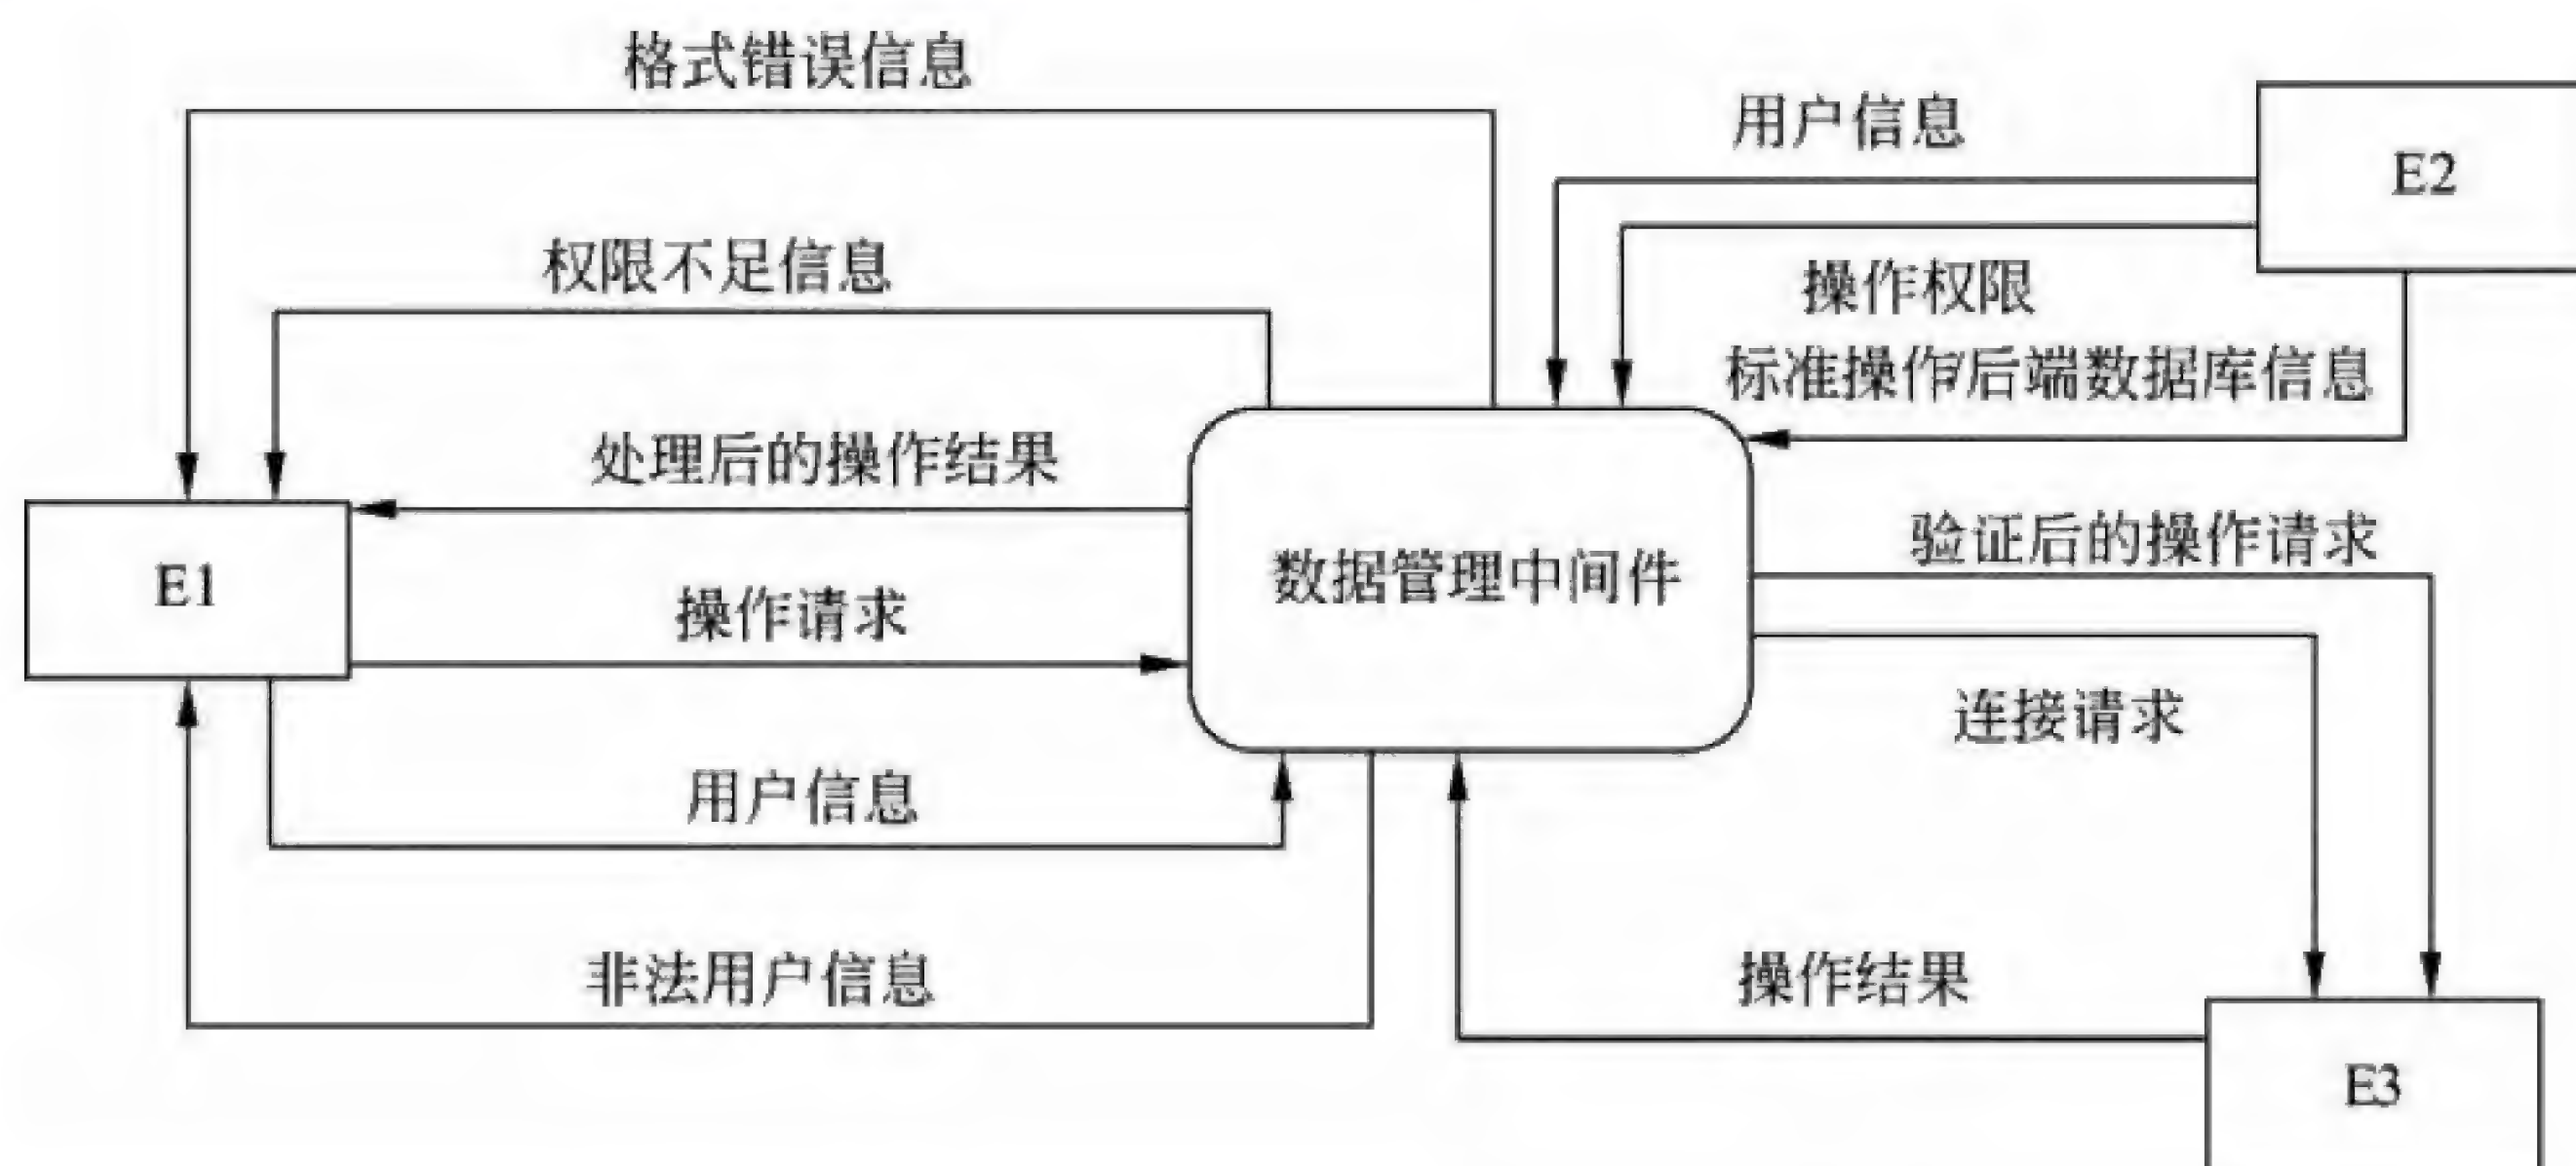 格式错误信息
用户信息
E2
权限不足信息
操作权限
标准操作/后端数据库信息
处理后的操作结果
验证后的操作请求
数据管理中间件
E1
操作请求
连接请求
用户信息
非法用户信息
操作结果
E3